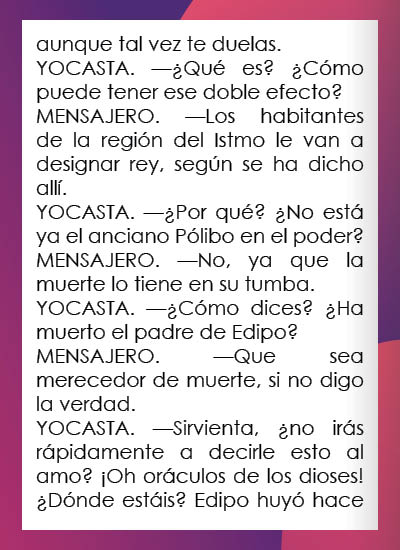 aunque tal vez te duelas.
YOCASTA. —¿Qué es? ¿Cómo
puede tener ese doble efecto?
MENSAJERO. —Los habitantes
de la región del Istmo le van a
designar rey, según se ha dicho
allí.
YOCASTA. —¿Por qué? ¿No está
ya el anciano Pólibo en el poder?
MENSAJERO. —No, ya que la
muerte lo tiene en su tumba.
YOCASTA. —¿Cómo dices? ¿Ha
muerto el padre de Edipo?
MENSAJERO. —Que sea
merecedor de muerte, si no digo
la verdad.
YOCASTA. —Sirvienta, ¿no irás
rápidamente a decirle esto al
amo? ¡Oh oráculos de los dioses!
¿Dónde estáis? Edipo huyó hace